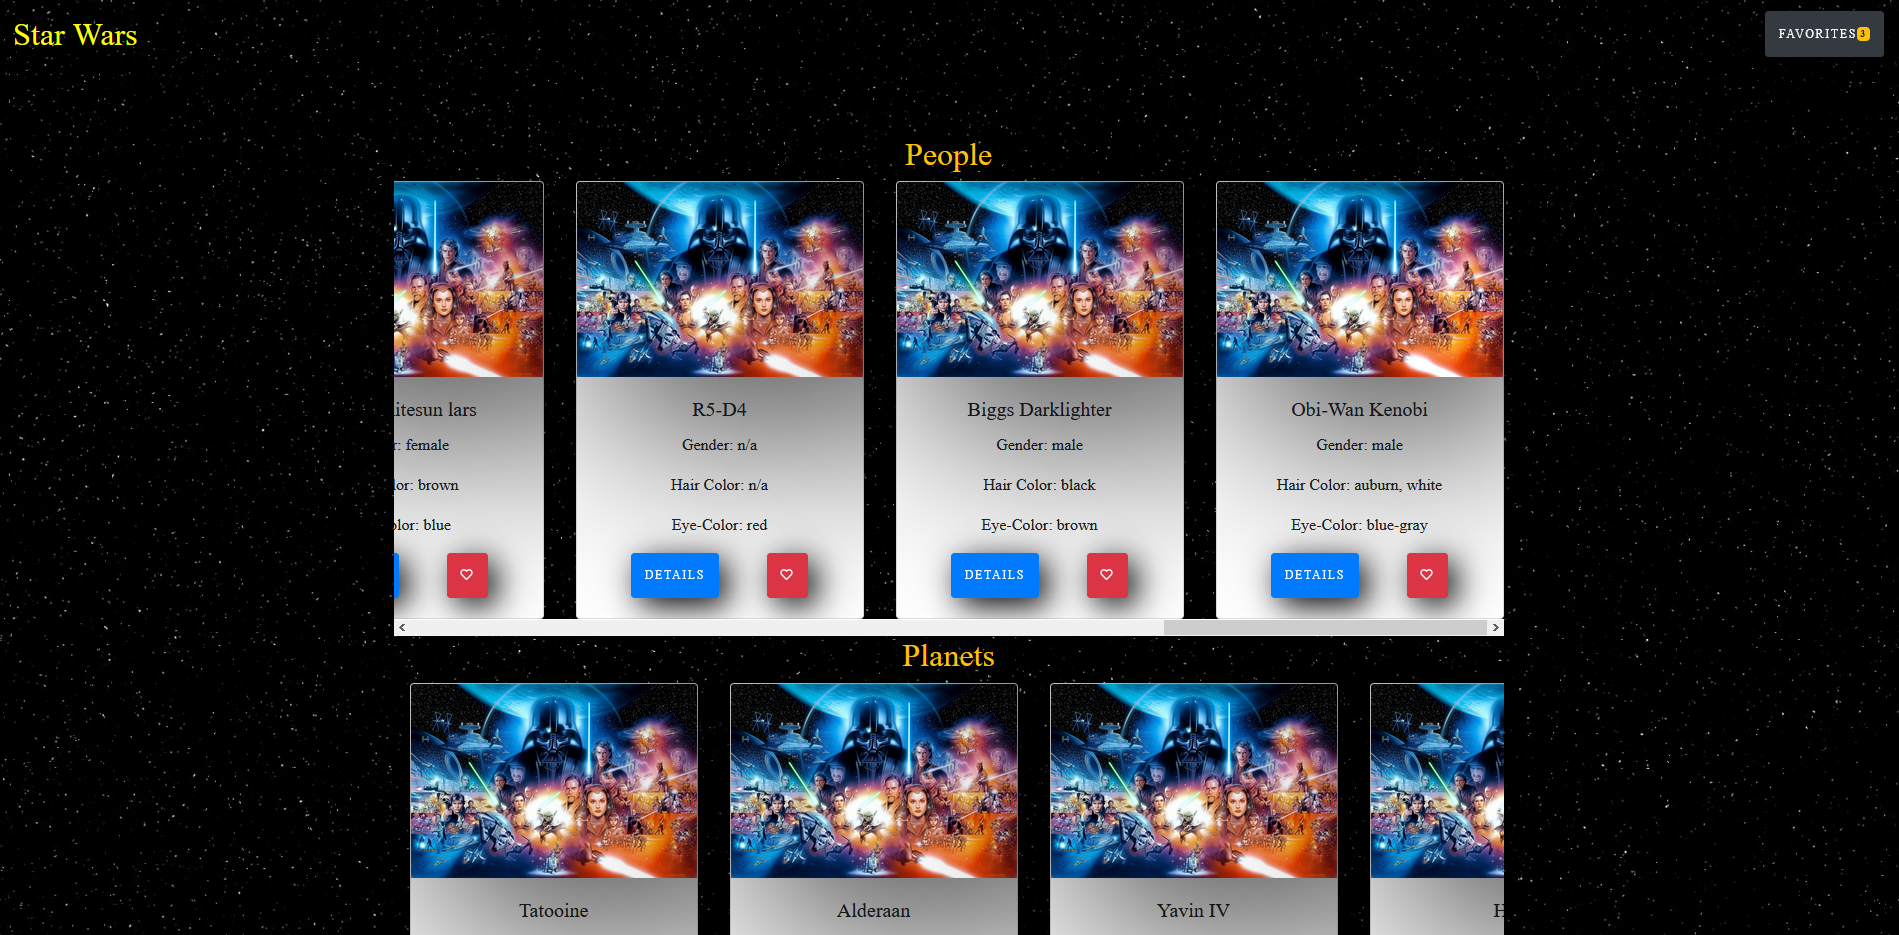 Star Wars
FAVORITES 3
People
itesun lars
r: female
lor: brown
olor: blue
R5-D4
Gender: n/a
Hair Color: n/a
Eye-Color: red
DETAILS
Biggs Darklighter
Gender: male
Hair Color: black
Eye-Color: brown
DETAILS
Obi-Wan Kenobi
Gender: male
Hair Color: auburn, white
Eye-Color: blue-gray
DETAILS
Planets
Tatooine
Alderaan
Yavin IV
H